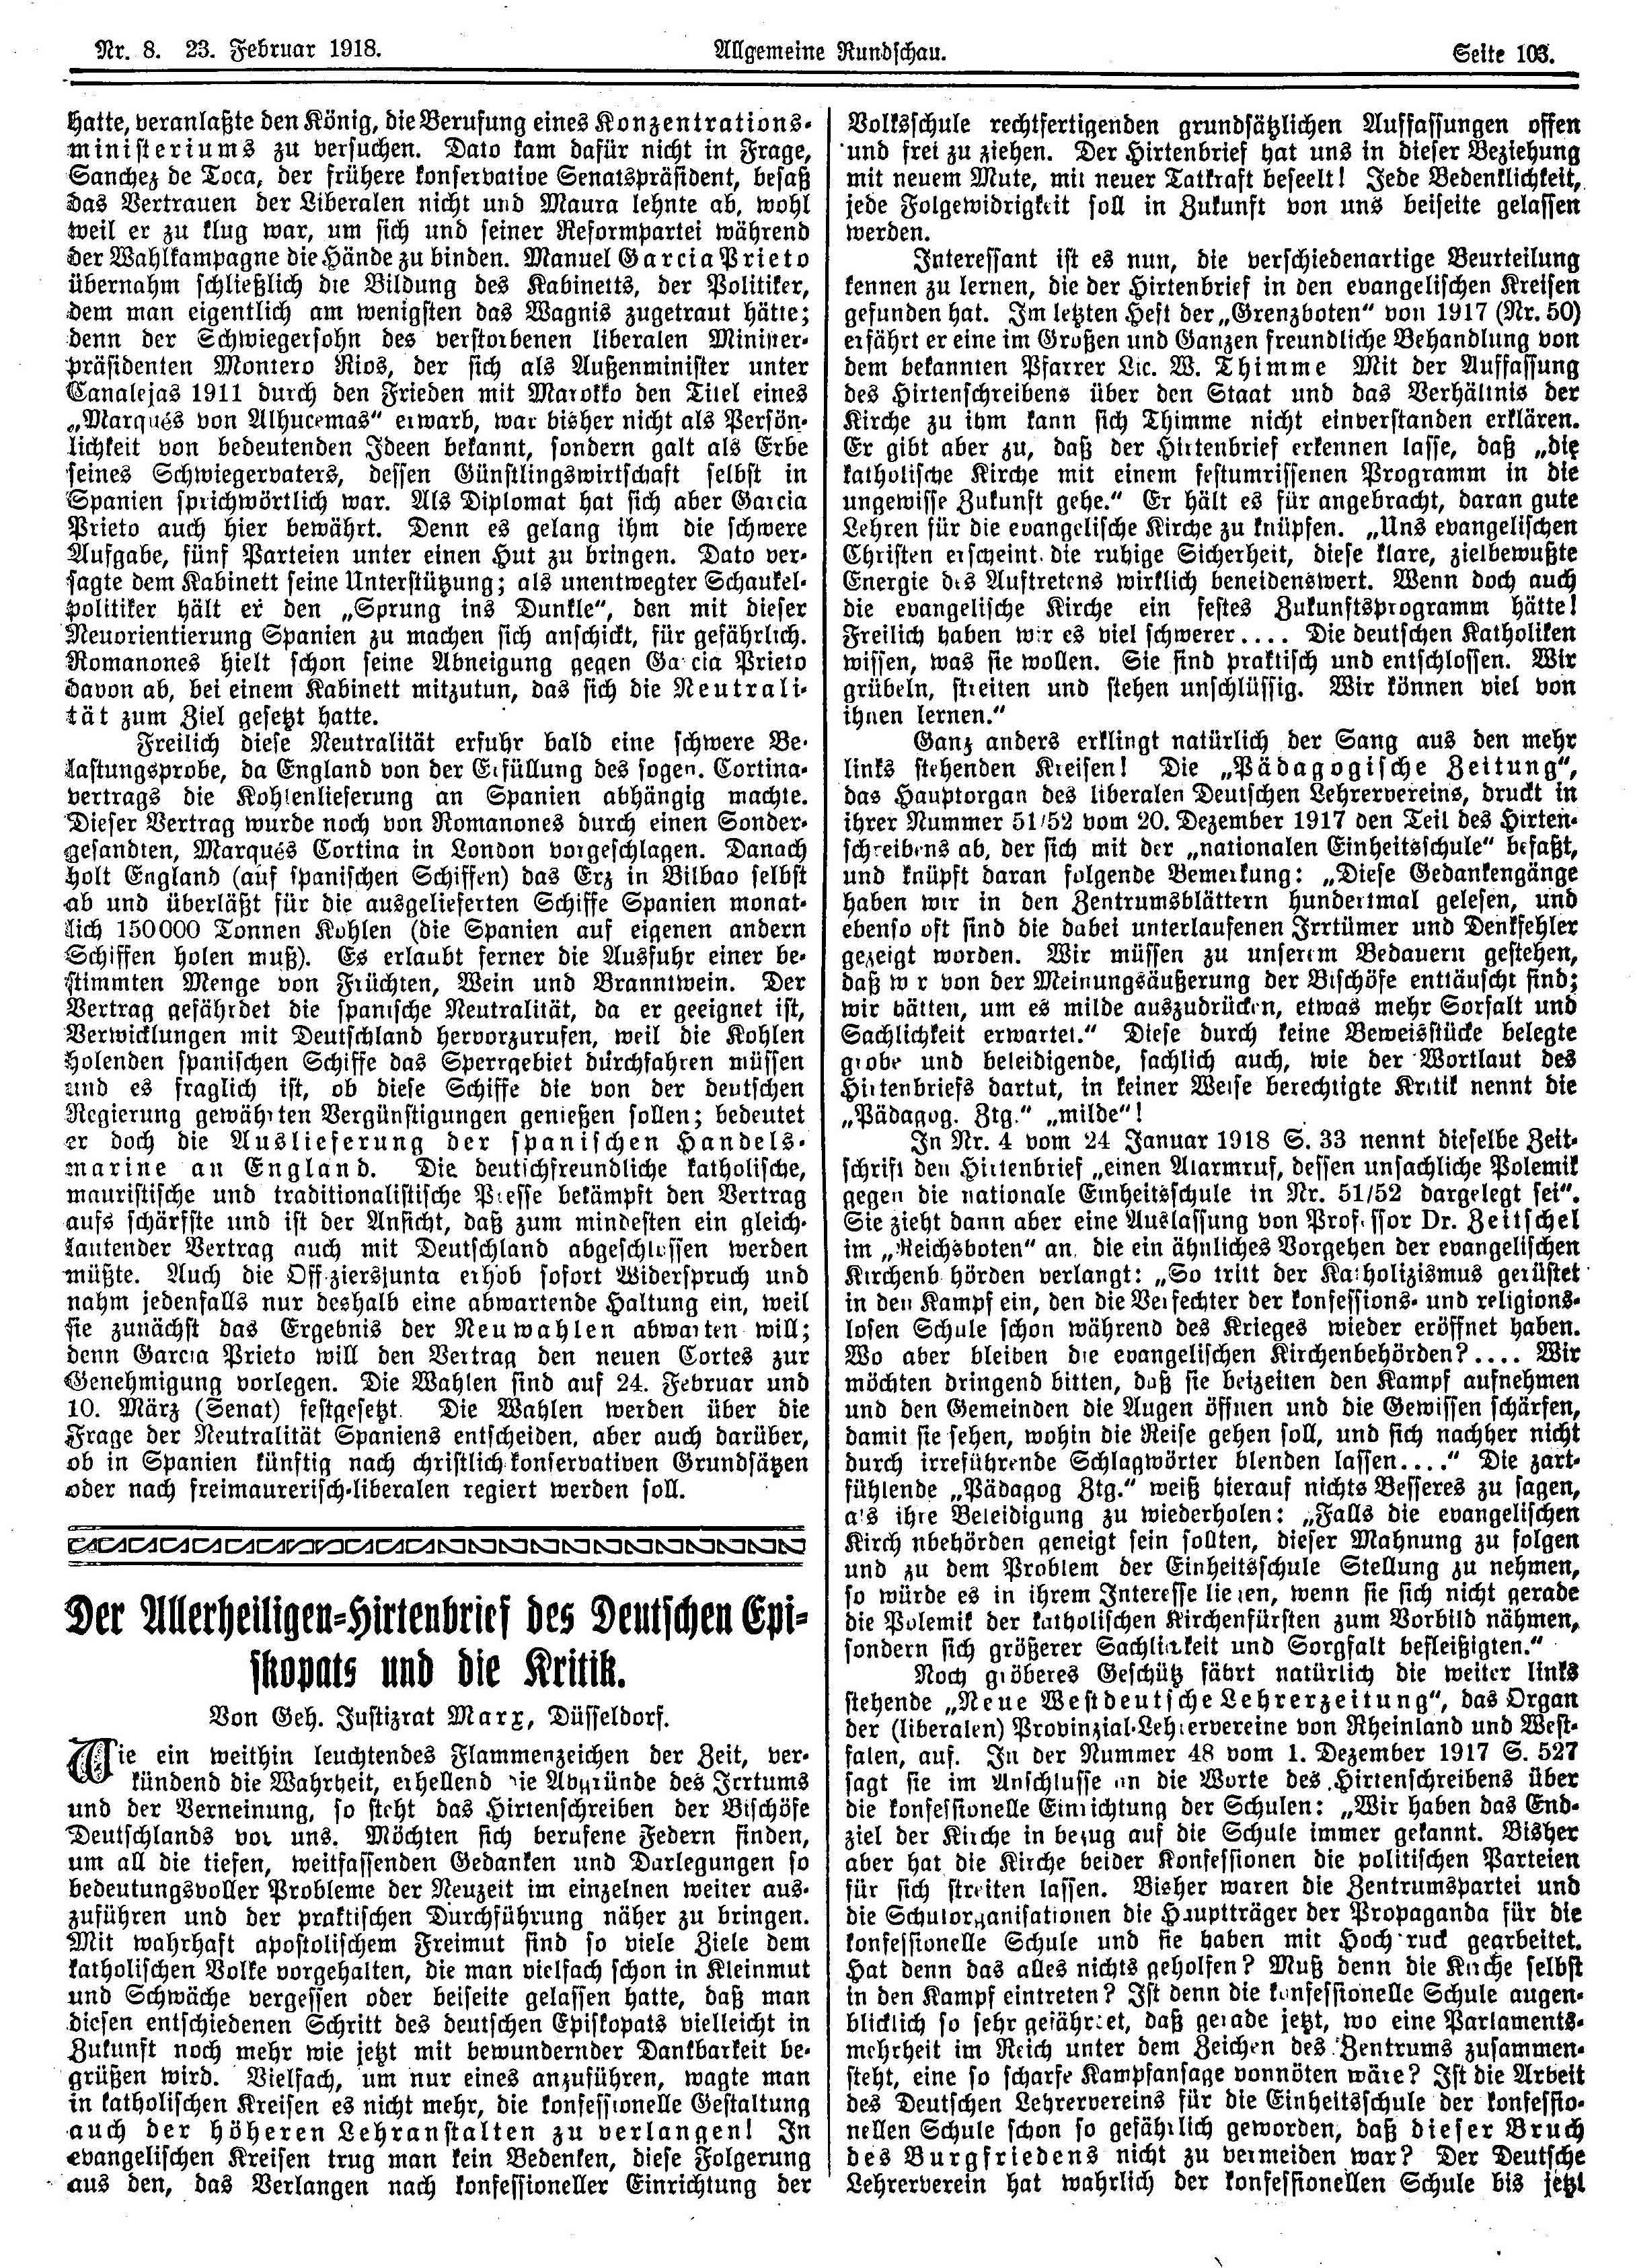 Nr. 8. 23. Februar 1918.
Allgemeine Rundschau.
Seite 103.
hatte, veranlaßte den König, die Berufung eines Konzentrations-
ministeriums zu versuchen. Dato kam dafür nicht in Frage,
Sanchez de Toca, der frühere konservative Senatspräsident, besaß
das Vertrauen der Liberalen nicht und Maura lehnte ab, wohl
weil er zu klug war, um sich und seiner Reformpartei während
der Wahlkampagne die Hände zu binden. Manuel Garcia Prieto
übernahm schließlich die Bildung des Kabinetts, der Politiker,
dem man eigentlich am wenigsten das Wagnis zugetraut hätte;
denn der Schwiegersohn des verstorbenen liberalen Minister-
präsidenten Montero Rios, der sich als Außenminister unter
Canalejas 1911 durch den Frieden mit Marokko den Titel eines
„Marqués von Alhucemas“ erwarb, war bisher nicht als Persön-
lichkeit von bedeutenden Ideen bekannt, sondern galt als Erbe
seines Schwiegervaters, dessen Günstlingswirtschaft selbst in
Spanien sprichwörtlich war. Als Diplomat hat sich aber Garcia
Prieto auch hier bewährt. Denn es gelang ihm die schwere
Aufgabe, fünf Parteien unter einen Hut zu bringen. Dato ver-
sagte dem Kabinett seine Unterstützung; als unentwegter Schaukel-
politiker hält er den „Sprung ins Dunkle“, den mit dieser
Neuorientierung Spanien zu machen sich anschickt, für gefährlich.
Romanones hielt schon seine Abneigung gegen Garcia Prieto
davon ab, bei einem Kabinett mitzutun, das sich die Neutrali-
tät zum Ziel gesetzt hatte.
Freilich diese Neutralität erfuhr bald eine schwere Be-
lastungsprobe, da England von der Erfüllung des sogen. Cortina-
vertrags die Kohlenlieferung an Spanien abhängig machte.
Dieser Vertrag wurde noch von Romanones durch einen Sonder-
gesandten, Marqués Cortina in London vorgeschlagen. Danach
holt England (auf spanischen Schiffen) das Erz in Bilbao selbst
ab und überläßt für die ausgelieferten Schiffe Spanien monat-
lich 150000 Tonnen Kohlen (die Spanien auf eigenen andern
Schiffen holen muß). Es erlaubt ferner die Ausfuhr einer be-
stimmten Menge von Früchten, Wein und Branntwein. Der
Vertrag gefährdet die spanische Neutralität, da er geeignet ist,
Verwicklungen mit Deutschland hervorzurufen, weil die Kohlen
holenden spanischen Schiffe das Sperrgebiet durchfahren müssen
und es fraglich ist, ob diese Schiffe die von der deutschen
Regierung gewährten Vergünstigungen genießen sollen; bedeutet
er doch die Auslieferung der spanischen Handels-
marine an England. Die deutschfreundliche katholische,
mauristische und traditionalistische Presse bekämpft den Vertrag
aufs schärfste und ist der Ansicht, daß zum mindesten ein gleich-
lautender Vertrag auch mit Deutschland abgeschlossen werden
müßte. Auch die Offiziersjunta erhob sofort Widerspruch und
nahm jedenfalls nur deshalb eine abwartende Haltung ein, weil
sie zunächst das Ergebnis der Neuwahlen abwarten will;
denn Garcia Prieto will den Vertrag den neuen Cortes zur
Genehmigung vorlegen. Die Wahlen sind auf 24. Februar und
10. März (Senat) festgesetzt. Die Wahlen werden über die
Frage der Neutralität Spaniens entscheiden, aber auch darüber,
ob in Spanien künftig nach christlich-konservativen Grundsätzen
oder nach freimaurerisch-liberalen regiert werden soll.
Der Allerheiligen-Hirtenbrief des Deutschen Epi-
skopats und die Kritik.
Von Geh. Justizrat Marx, Düsseldorf.
Wie ein weithin leuchtendes Flammenzeichen der Zeit, ver-
kündend die Wahrheit, erhellend die Abgründe des Irrtums
und der Verneinung, so steht das Hirtenschreiben der Bischöfe
Deutschlands vor uns. Möchten sich berufene Federn finden,
um all die tiefen, weitfassenden Gedanken und Darlegungen so
bedeutungsvoller Probleme der Neuzeit im einzelnen weiter aus-
zuführen und der praktischen Durchführung näher zu bringen.
Mit wahrhaft apostolischem Freimut sind so viele Ziele dem
katholischen Volke vorgehalten, die man vielfach schon in Kleinmut
und Schwäche vergessen oder beiseite gelassen hatte, daß man
diesen entschiedenen Schritt des deutschen Episkopats vielleicht in
Zukunft noch mehr wie jetzt mit bewundernder Dankbarkeit be-
grüßen wird. Vielfach, um nur eines anzuführen, wagte man
in katholischen Kreisen es nicht mehr, die konfessionelle Gestaltung
auch der höheren Lehranstalten zu verlangen! In
evangelischen Kreisen trug man kein Bedenken, diese Folgerung
aus den, das Verlangen nach konfessioneller Einrichtung der
Volksschule rechtfertigenden grundsätzlichen Auffassungen offen
und frei zu ziehen. Der Hirtenbrief hat uns in dieser Beziehung
mit neuem Mute, mit neuer Tatkraft beseelt! Jede Bedenklichkeit,
jede Folgewidrigkeit soll in Zukunft von uns beiseite gelassen
werden.
Interessant ist es nun, die verschiedenartige Beurteilung
kennen zu lernen, die der Hirtenbrief in den evangelischen Kreisen
gefunden hat. Im letzten Heft der „Grenzboten“ von 1917 (Nr. 50)
erfährt er eine im Großen und Ganzen freundliche Behandlung von
dem bekannten Pfarrer Lic. W. Thimme Mit der Auffassung
des Hirtenschreibens über den Staat und das Verhältnis der
Kirche zu ihm kann sich Thimme nicht einverstanden erklären.
Er gibt aber zu, daß der Hirtenbrief erkennen lasse, daß „die
katholische Kirche mit einem festumrissenen Programm in die
ungewisse Zukunft gehe.“ Er hält es für angebracht, daran gute
Lehren für die evangelische Kirche zu knüpfen. „Uns evangelischen
Christen erscheint die ruhige Sicherheit, diese klare, zielbewußte
Energie des Auftretens wirklich beneidenswert. Wenn doch auch
die evangelische Kirche ein festes Zukunftsprogramm hätte!
Freilich haben wir es viel schwerer.... Die deutschen Katholiken
wissen, was sie wollen. Sie sind praktisch und entschlossen. Wir
grübeln, streiten und stehen unschlüssig. Wir können viel von
ihnen lernen.“
Ganz anders erklingt natürlich der Sang aus den mehr
links stehenden Kreisen! Die „Pädagogische Zeitung“,
das Hauptorgan des liberalen Deutschen Lehrervereins, druckt in
ihrer Nummer 51/52 vom 20. Dezember 1917 den Teil des Hirten-
schreibens ab, der sich mit der „nationalen Einheitsschule“ befaßt,
und knüpft daran folgende Bemerkung: „Diese Gedankengänge
haben wir in den Zentrumsblättern hundertmal gelesen, und
ebenso oft sind die dabei unterlaufenen Irrtümer und Denkfehler
gezeigt worden. Wir müssen zu unserem Bedauern gestehen,
daß wir von der Meinungsäußerung der Bischöfe enttäuscht sind;
wir hätten, um es milde auszudrücken, etwas mehr Sorfalt und
Sachlichkeit erwartet.“ Diese durch keine Beweisstücke belegte
grobe und beleidigende, sachlich auch, wie der Wortlaut des
Hirtenbriefs dartut, in keiner Weise berechtigte Kritik nennt die
„Pädagog. Ztg.“ „milde“!
In Nr. 4 vom 24 Januar 1918 S. 33 nennt dieselbe Zeit-
schrift den Hirtenbrief „einen Alarmruf, dessen unsachliche Polemik
gegen die nationale Einheitsschule in Nr. 51/52 dargelegt sei“.
Sie zieht dann aber eine Auslassung von Professor Dr. Zeitschel
im „Reichsboten“ an, die ein ähnliches Vorgehen der evangelischen
Kirchenbehörden verlangt: „So tritt der Katholizismus gerüstet
in den Kampf ein, den die Verfechter der konfessions- und religions-
losen Schule schon während des Krieges wieder eröffnet haben.
Wo aber bleiben die evangelischen Kirchenbehörden?.... Wir
möchten dringend bitten, daß sie beizeiten den Kampf aufnehmen
und den Gemeinden die Augen öffnen und die Gewissen schärfen,
damit sie sehen, wohin die Reise gehen soll, und sich nachher nicht
durch irreführende Schlagwörter blenden lassen....“ Die zart-
fühlende „Pädagog Ztg.“ weiß hierauf nichts Besseres zu sagen,
als ihre Beleidigung zu wiederholen: „Falls die evangelischen
Kirchenbehörden geneigt sein sollten, dieser Mahnung zu folgen
und zu dem Problem der Einheitsschule Stellung zu nehmen,
so würde es in ihrem Interesse liegen, wenn sie sich nicht gerade
die Polemik der katholischen Kirchenfürsten zum Vorbild nähmen,
sondern sich größerer Sachlichkeit und Sorgfalt befleißigten.“
Noch gröberes Geschütz fährt natürlich die weiter links
stehende „Neue Westdeutsche Lehrerzeitung“, das Organ
der (liberalen) Provinzial-Lehrervereine von Rheinland und West-
falen, auf. In der Nummer 48 vom 1. Dezember 1917 S. 527
sagt sie im Anschlusse an die Worte des Hirtenschreibens über
die konfessionelle Einrichtung der Schulen: „Wir haben das End-
ziel der Kirche in bezug auf die Schule immer gekannt. Bisher
aber hat die Kirche beider Konfessionen die politischen Parteien
für sich streiten lassen. Bisher waren die Zentrumspartei und
die Schulorganisationen die Hauptträger der Propaganda für die
konfessionelle Schule und sie haben mit Hochdruck gearbeitet.
Hat denn das alles nichts geholfen? Muß denn die Kirche selbst
in den Kampf eintreten? Ist denn die konfessionelle Schule augen-
blicklich so sehr gefährdet, daß gerade jetzt, wo eine Parlaments-
mehrheit im Reich unter dem Zeichen des Zentrums zusammen-
steht, eine so scharfe Kampfansage vonnöten wäre? Ist die Arbeit
des Deutschen Lehrervereins für die Einheitsschule der konfessio-
nellen Schule schon so gefährlich geworden, daß dieser Bruch
des Burgfriedens nicht zu vermeiden war? Der Deutsche
Lehrerverein hat wahrlich der konfessionellen Schule bis jetzt